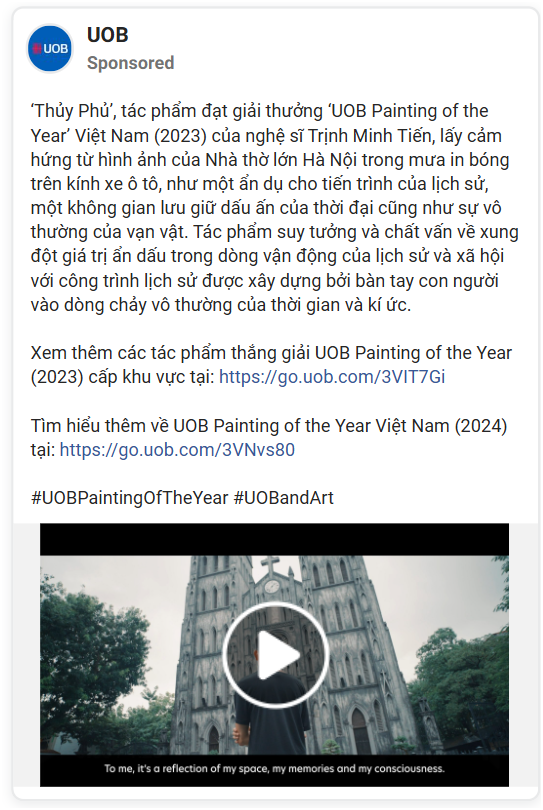 UOB
UOB
Sponsored
‘Thủy Phủ’, tác phẩm đạt giải thưởng ‘UOB Painting of the
Year’ Việt Nam (2023) của nghệ sĩ Trịnh Minh Tiến, lấy cảm
hứng từ hình ảnh của Nhà thờ lớn Hà Nội trong mưa in bóng
trên kính xe ô tô, như một ẩn dụ cho tiến trình của lịch sử,
một không gian lưu giữ dấu ấn của thời đại cũng như sự vô
thường của vạn vật. Tác phẩm suy tưởng và chất vấn về xung
đột giá trị ẩn dấu trong dòng vận động của lịch sử và xã hội
với công trình lịch sử được xây dựng bởi bàn tay con người
vào dòng chảy vô thường của thời gian và kí ức.
Xem thêm các tác phẩm thắng giải UOB Painting of the Year
(2023) cấp khu vực tại: https://go.uob.com/3VIT7Gi
Tìm hiểu thêm về UOB Painting of the Year Việt Nam (2024)
tại: https://go.uob.com/3VNvs80
#UOBPaintingOfTheYear #UOBandArt
To me, it's a reflection of my space, my memories and my consciousness.